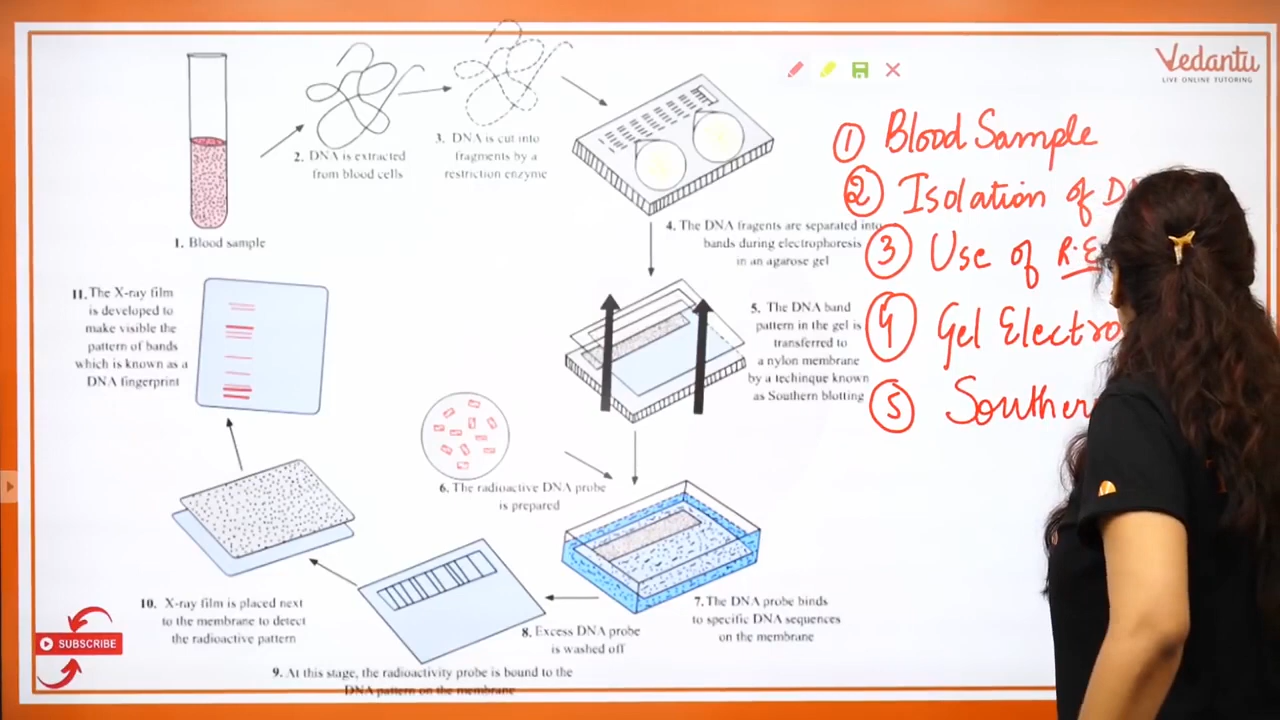 Vedantu
LIVE ONLINE TUTORING
1. Blood sample
2. DNA is extracted
from blood cells
3. DNA is cut into
fragments by a
restriction enzyme
4. The DNA fragents are separated into
bands during electrophoresis
in an agarose gel
5. The DNA band
pattern in the gel is
transferred to
a nylon membrane
by a techinque known
as Southern blotting
6. The radioactive DNA probe
is prepared
7. The DNA probe binds
to specific DNA sequences
on the membrane
8. Excess DNA probe
is washed off
9. At this stage, the radioactivity probe is bound to the
DNA pattern on the membrane
10. X-ray film is placed next
to the membrane to detect
the radioactive pattern
11. The X-ray film
is developed to
make visible the
pattern of bands
which is known as a
DNA fingerprint
SUBSCRIBE
① Blood Sample
② Isolation of
③ Use of R.E
④ Gel Electro
⑤ Souther